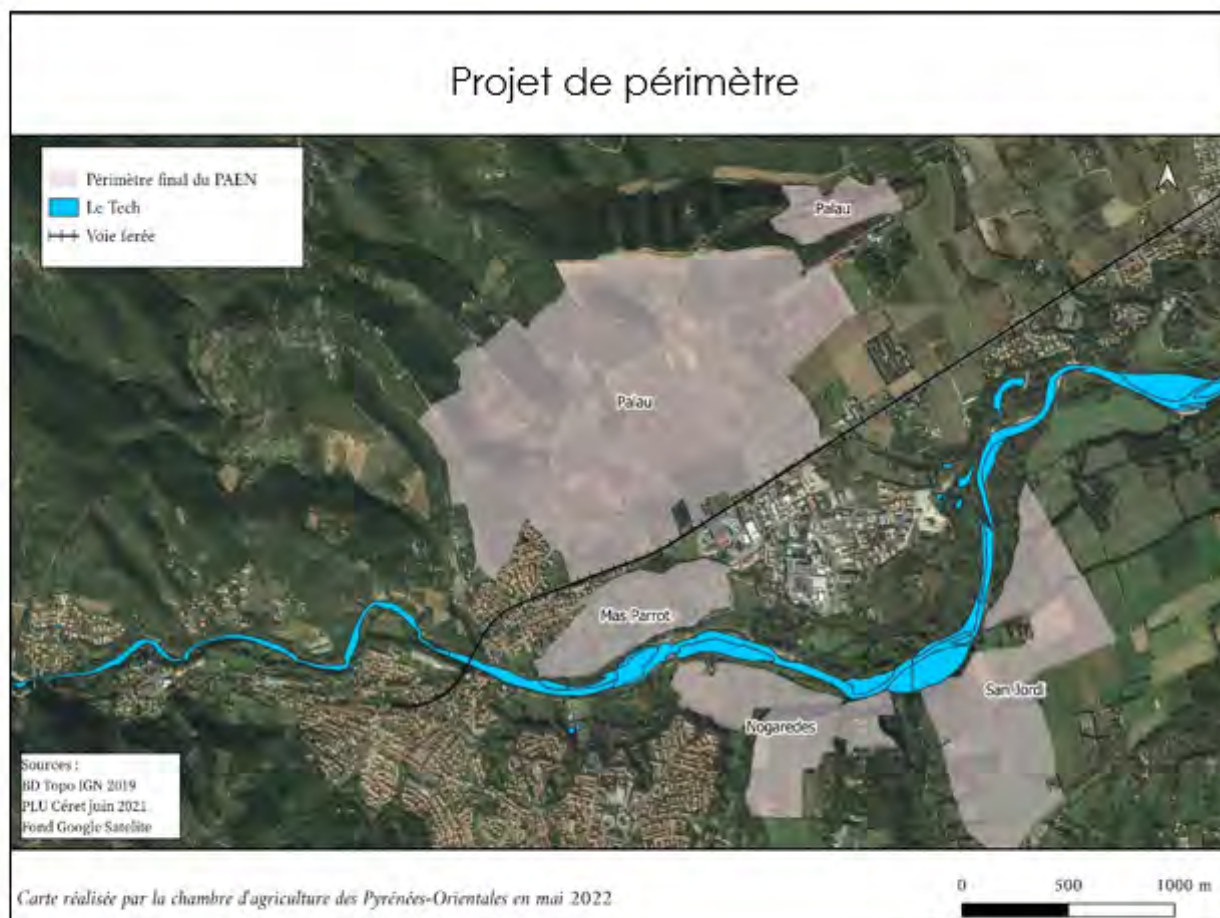 Projet de périmètre
Périmètre final du PAEN
Le Tech
Voie ferée
Palau
Palau
Mas Parrot
San Jordi
Nogaredes
Sources :
BD Topo IGN 2019
PLU Céret juin 2021
Fond Google Satelite
Carte réalisée par la chambre d'agriculture des Pyrénées-Orientales en mai 2022
0 500 1000 m